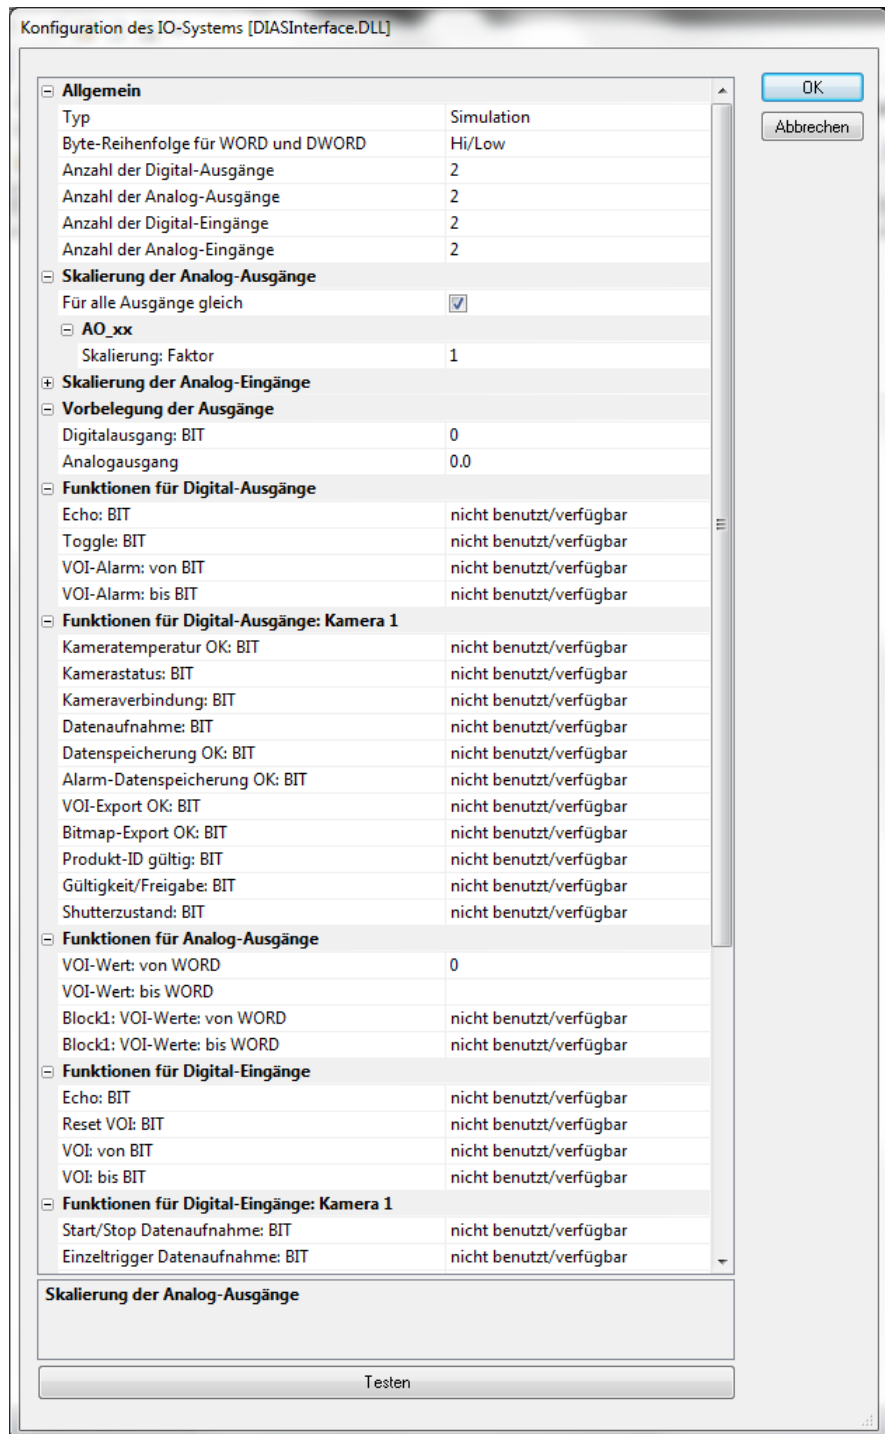 Konfiguration des IO-Systems [DIASInterface.DLL]
OK
Abbrechen
Allgemein
Typ Simulation
Byte-Reihenfolge für WORD und DWORD Hi/Low
Anzahl der Digital-Ausgänge 2
Anzahl der Analog-Ausgänge 2
Anzahl der Digital-Eingänge 2
Anzahl der Analog-Eingänge 2
Skalierung der Analog-Ausgänge
Für alle Ausgänge gleich
AO_xx
Skalierung: Faktor 1
Skalierung der Analog-Eingänge
Vorbelegung der Ausgänge
Digitalausgang: BIT 0
Analogausgang 0.0
Funktionen für Digital-Ausgänge
Echo: BIT nicht benutzt/verfügbar
Toggle: BIT nicht benutzt/verfügbar
VOI-Alarm: von BIT nicht benutzt/verfügbar
VOI-Alarm: bis BIT nicht benutzt/verfügbar
Funktionen für Digital-Ausgänge: Kamera 1
Kameratemperatur OK: BIT nicht benutzt/verfügbar
Kamerastatus: BIT nicht benutzt/verfügbar
Kameraverbindung: BIT nicht benutzt/verfügbar
Datenaufnahme: BIT nicht benutzt/verfügbar
Datenspeicherung OK: BIT nicht benutzt/verfügbar
Alarm-Datenspeicherung OK: BIT nicht benutzt/verfügbar
VOI-Export OK: BIT nicht benutzt/verfügbar
Bitmap-Export OK: BIT nicht benutzt/verfügbar
Produkt-ID gültig: BIT nicht benutzt/verfügbar
Gültigkeit/Freigabe: BIT nicht benutzt/verfügbar
Shutterzustand: BIT nicht benutzt/verfügbar
Funktionen für Analog-Ausgänge
VOI-Wert: von WORD 0
VOI-Wert: bis WORD
Block1: VOI-Werte: von WORD nicht benutzt/verfügbar
Block1: VOI-Werte: bis WORD nicht benutzt/verfügbar
Funktionen für Digital-Eingänge
Echo: BIT nicht benutzt/verfügbar
Reset VOI: BIT nicht benutzt/verfügbar
VOI: von BIT nicht benutzt/verfügbar
VOI: bis BIT nicht benutzt/verfügbar
Funktionen für Digital-Eingänge: Kamera 1
Start/Stop Datenaufnahme: BIT nicht benutzt/verfügbar
Einzeltrigger Datenaufnahme: BIT nicht benutzt/verfügbar
Skalierung der Analog-Ausgänge
Testen